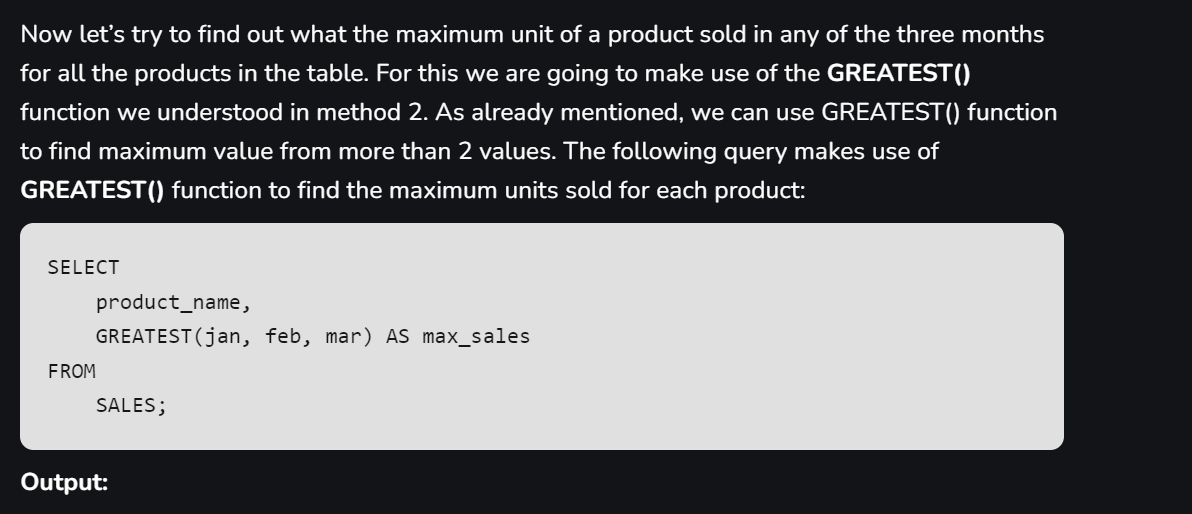 Now let’s try to find out what the maximum unit of a product sold in any of the three months
for all the products in the table. For this we are going to make use of the GREATEST()
function we understood in method 2. As already mentioned, we can use GREATEST() function
to find maximum value from more than 2 values. The following query makes use of
GREATEST() function to find the maximum units sold for each product:
SELECT
    product_name,
    GREATEST(jan, feb, mar) AS max_sales
FROM
    SALES;
Output: